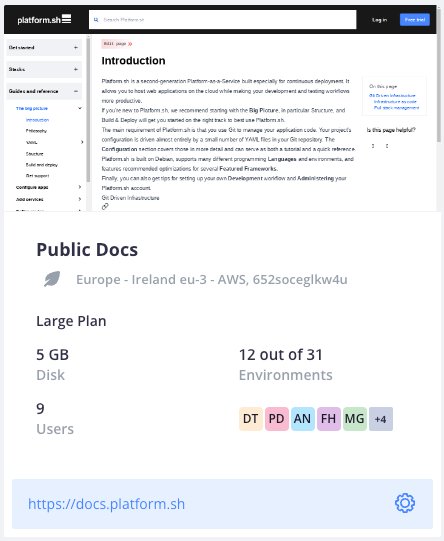 platform.sh
Search Platform.sh
Log in
Free trial
Get started +
Stacks +
Guides and reference +
The big picture
Introduction
Philosophy
YAML
Structure
Build and deploy
Get support
Configure apps
Add services
Edit page
Introduction
Platform.sh is a second-generation Platform-as-a-Service built especially for continuous deployment. It
allows you to host web applications on the cloud while making your development and testing workflows
more productive.
If you're new to Platform.sh, we recommend starting with the Big Picture, in particular Structure, and
Build & Deploy will get you started on the right track to best use Platform.sh.
The main requirement of Platform.sh is that you use Git to manage your application code. Your project's
configuration is driven almost entirely by a small number of YAML files in your Git repository. The
Configuration section covers those in more detail and can serve as both a tutorial and a quick reference.
Platform.sh is built on Debian, supports many different programming Languages and environments, and
features recommended optimizations for several Featured Frameworks.
Finally, you can also get tips for setting up your own Development workflow and Administering your
Platform.sh account.
Git Driven Infrastructure
On this page
Git Driven Infrastructure
Infrastructure as code
Full stack management
Is this page helpful?
Public Docs
Europe - Ireland eu-3 - AWS, 652soceglkw4u
Large Plan
5 GB
Disk
12 out of 31
Environments
9
Users
DT PD AN FH MG +4
https://docs.platform.sh